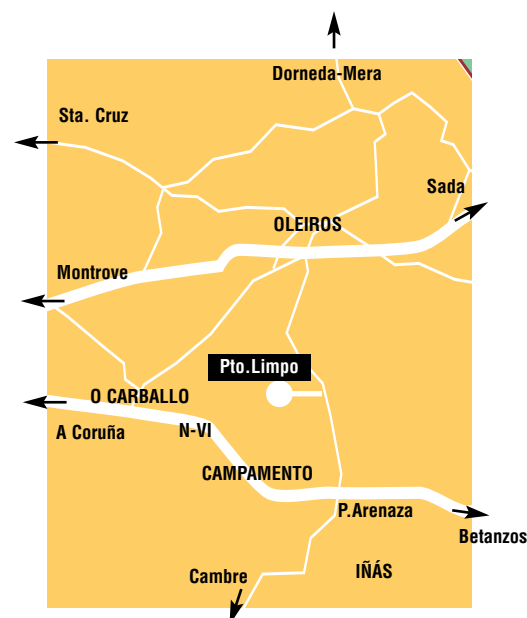 Dorneda-Mera
Sta. Cruz
Sada
OLEIROS
Montrove
Pto.Limpo
O CARBALLO
A Coruña
N-VI
CAMPAMENTO
P.Arenaza
Betanzos
Cambre
IÑÁS